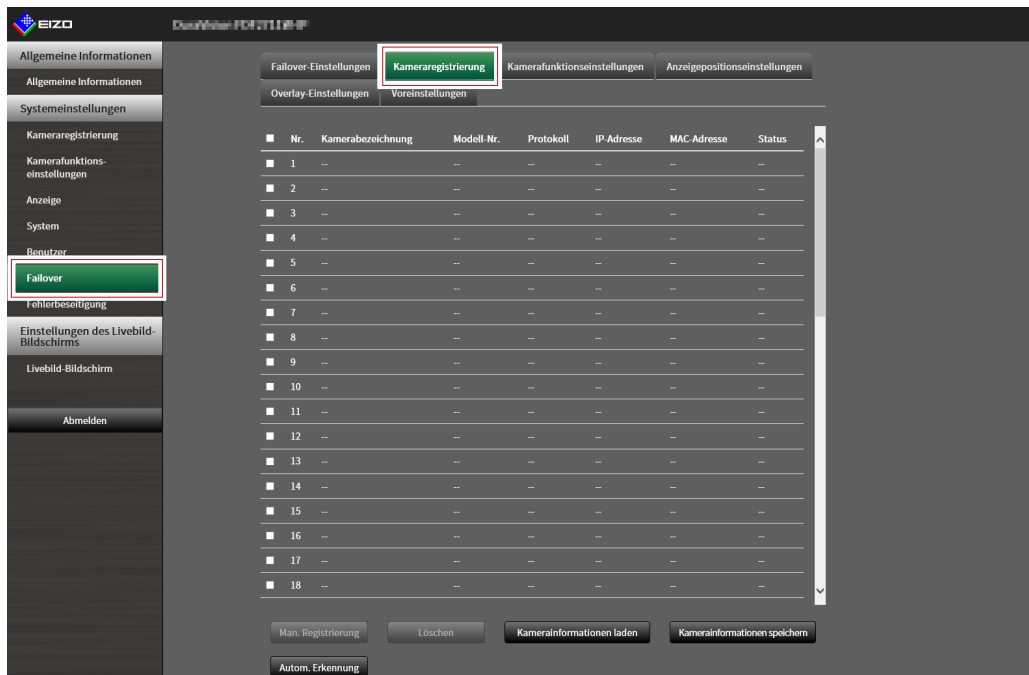 EIZO
Allgemeine Informationen
Allgemeine Informationen
Systemeinstellungen
Kameraregistrierung
Kamerafunktions-
einstellungen
Anzeige
System
Benutzer
Failover
Fehlerbeseitigung
Einstellungen des Livebild-
Bildschirms
Livebild-Bildschirm
Abmelden
Failover-Einstellungen Kameraregistrierung Kamerafunktionseinstellungen Anzeigepositionseinstellungen
Overlay-Einstellungen Voreinstellungen
Nr. Kamerabezeichnung Modell-Nr. Protokoll IP-Adresse MAC-Adresse Status
1 -- -- -- -- -- --
2 -- -- -- -- -- --
3 -- -- -- -- -- --
4 -- -- -- -- -- --
5 -- -- -- -- -- --
6 -- -- -- -- -- --
7 -- -- -- -- -- --
8 -- -- -- -- -- --
9 -- -- -- -- -- --
10 -- -- -- -- -- --
11 -- -- -- -- -- --
12 -- -- -- -- -- --
13 -- -- -- -- -- --
14 -- -- -- -- -- --
15 -- -- -- -- -- --
16 -- -- -- -- -- --
17 -- -- -- -- -- --
18 -- -- -- -- -- --
Man. Registrierung Löschen Kamerainformationen laden Kamerainformationen speichern
Autom. Erkennung